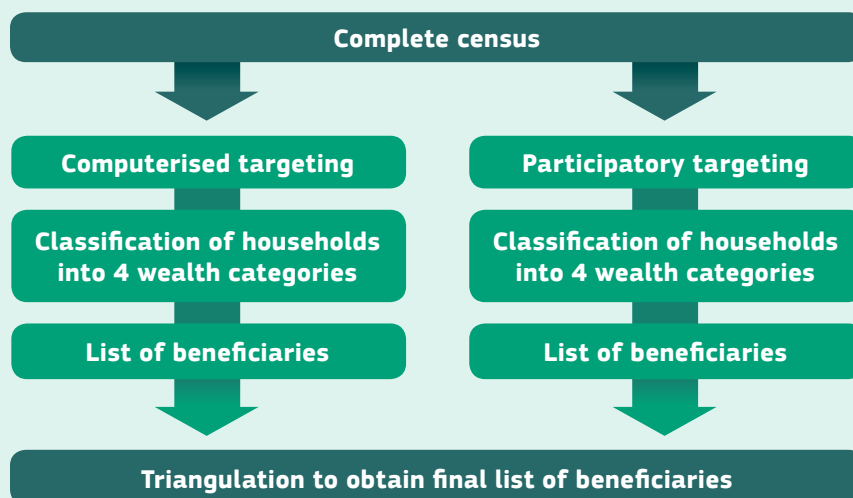 Complete census
Computerised targeting
Classification of households
into 4 wealth categories
List of beneficiaries
Participatory targeting
Classification of households
into 4 wealth categories
List of beneficiaries
Triangulation to obtain final list of beneficiaries